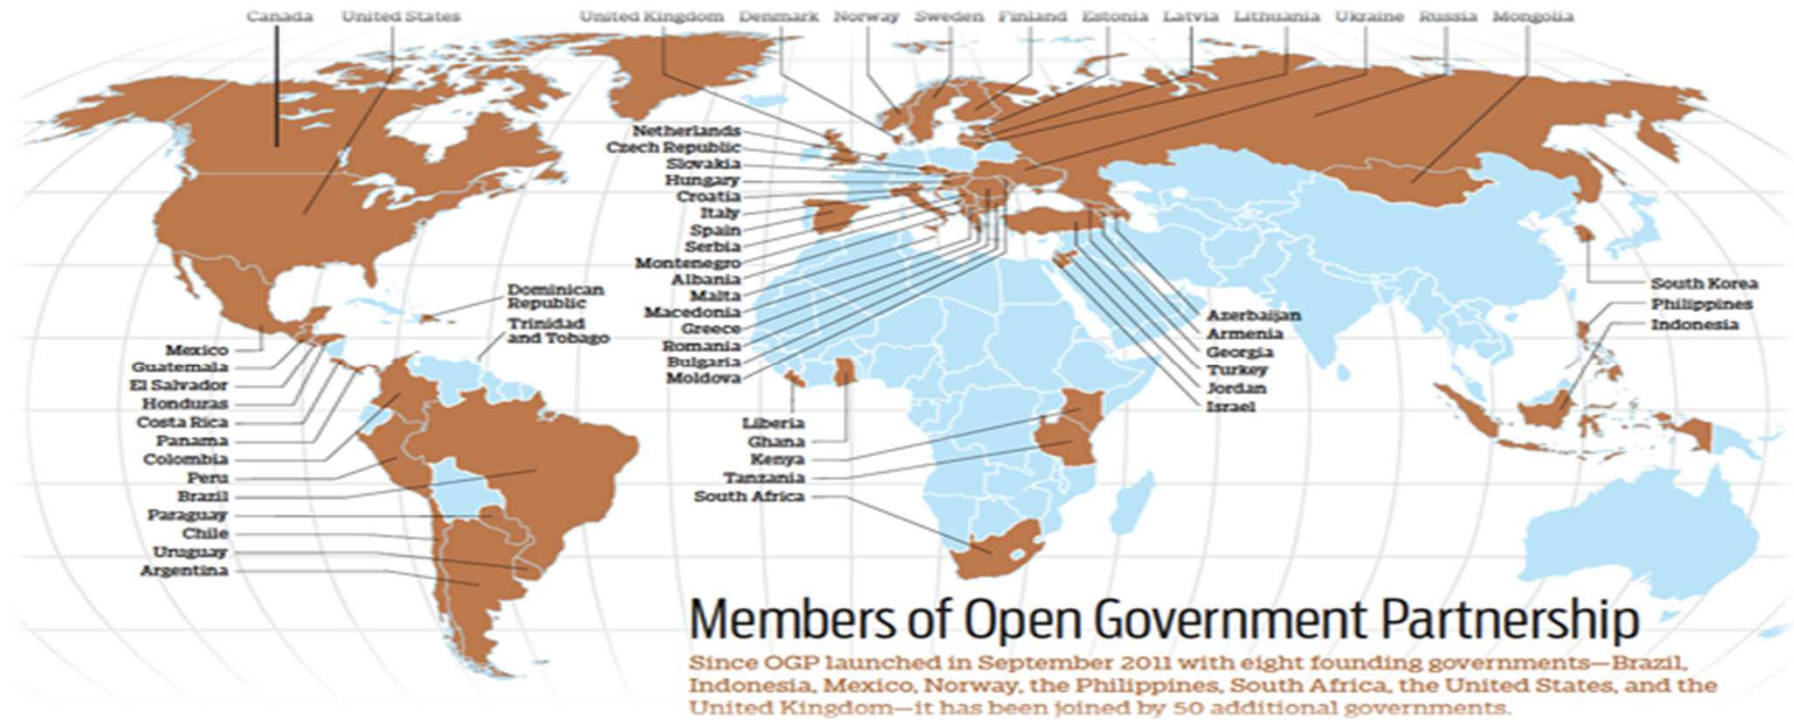 Canada United States United Kingdom Denmark Norway Sweden Finland Estonia Latvia Lithuania Ukraine Russia Mongolia
Netherlands
Czech Republic
Slovakia
Hungary
Croatia
Italy
Spain
Serbia
Montenegro
Albania
Malta
Macedonia
Greece
Romania
Bulgaria
Moldova
Dominican
Republic
Trinidad
and Tobago
Mexico
Guatemala
El Salvador
Honduras
Costa Rica
Panama
Colombia
Peru
Brazil
Paraguay
Chile
Uruguay
Argentina
Liberia
Ghana
Kenya
Tanzania
South Africa
Azerbaijan
Armenia
Georgia
Turkey
Jordan
Israel
South Korea
Philippines
Indonesia
Members of Open Government Partnership
Since OGP launched in September 2011 with eight founding governments—Brazil,
Indonesia, Mexico, Norway, the Philippines, South Africa, the United States, and the
United Kingdom—it has been joined by 50 additional governments.